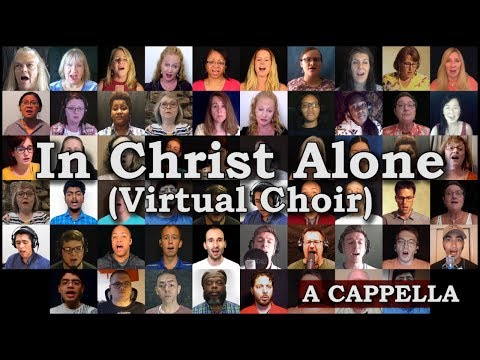 In Christ Alone
(Virtual Choir)
A CAPPELLA